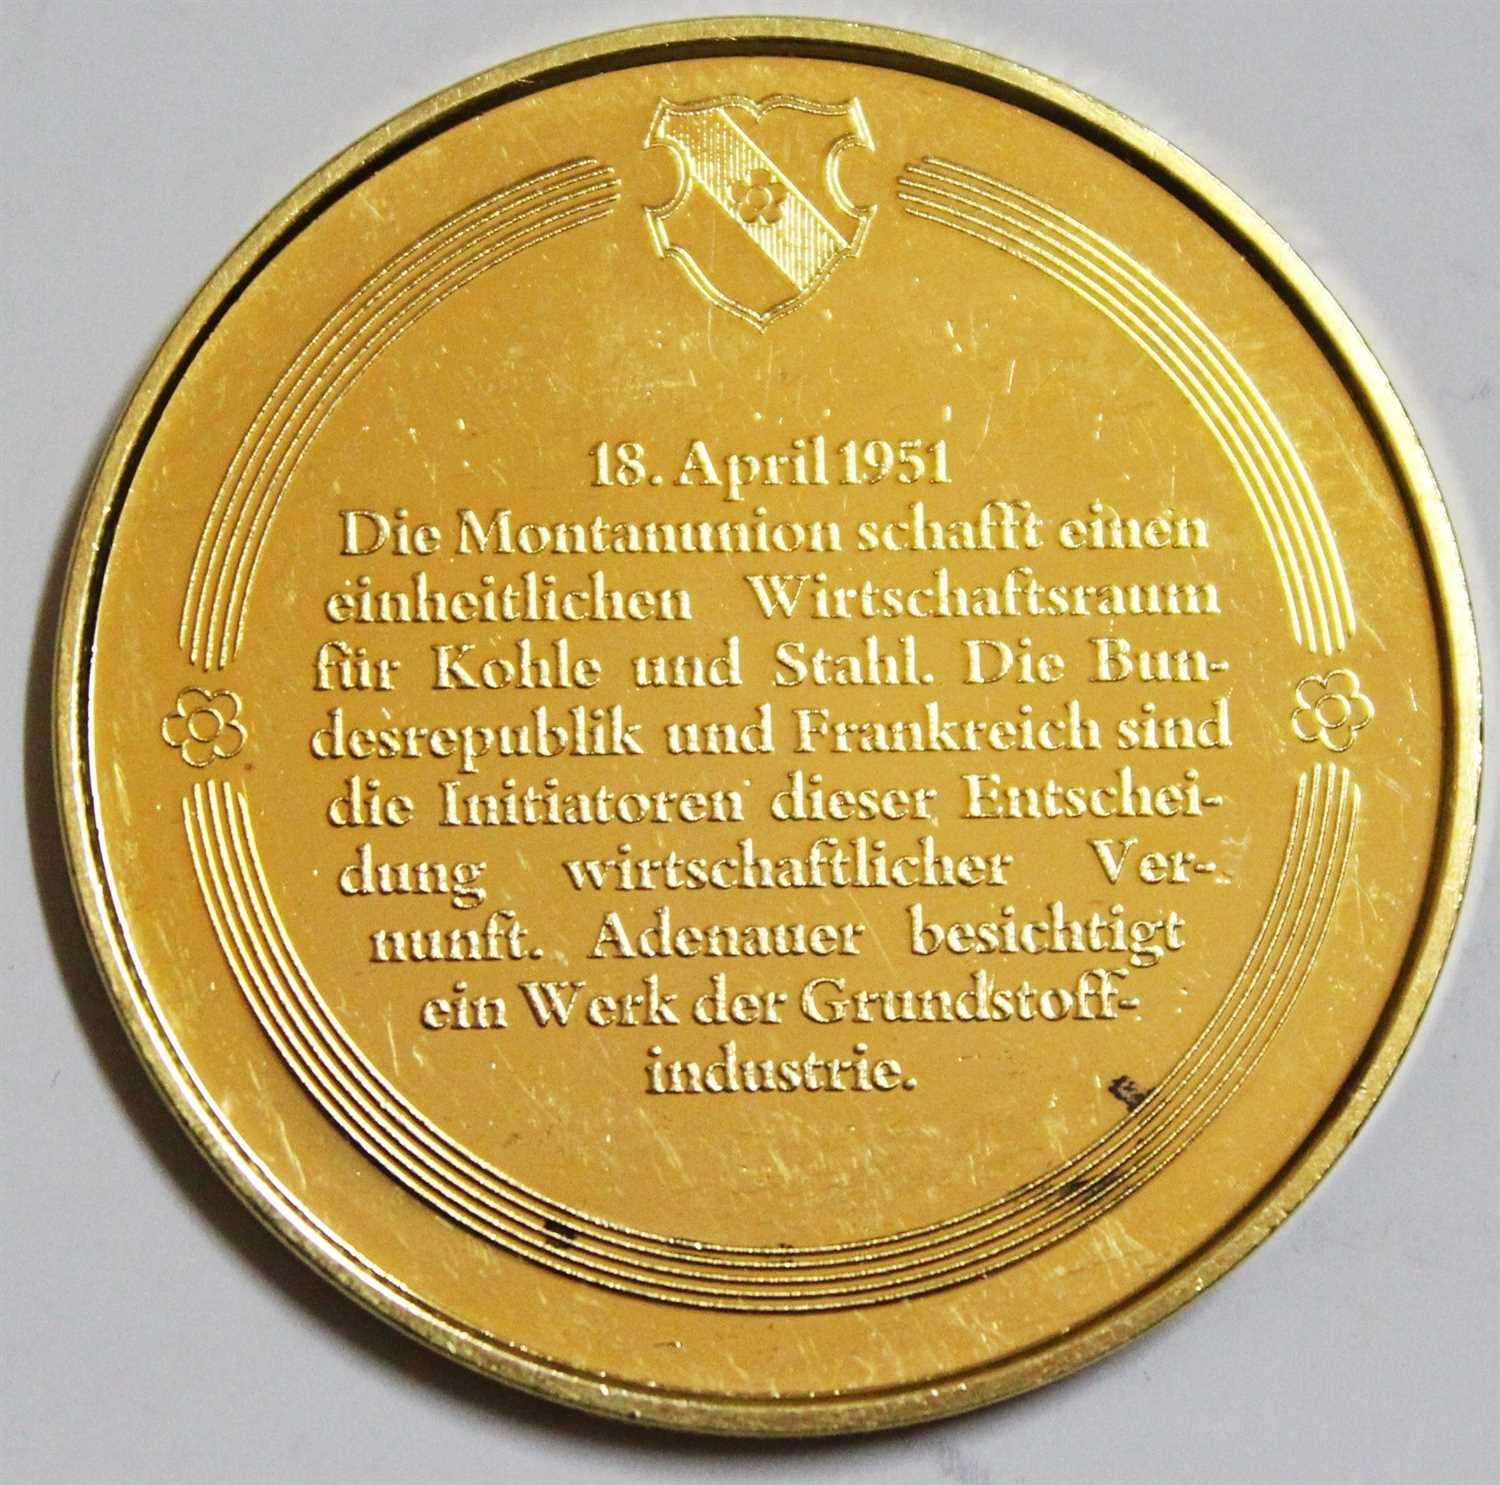 18. April 1951
Die Montanunion schafft einen
einheitlichen Wirtschaftsraum
für Kohle und Stahl. Die Bun-
desrepublik und Frankreich sind
die Initiatoren dieser Entschei-
dung wirtschaftlicher Ver-
nunft. Adenauer besichtigt
ein Werk der Grundstoff-
industrie.